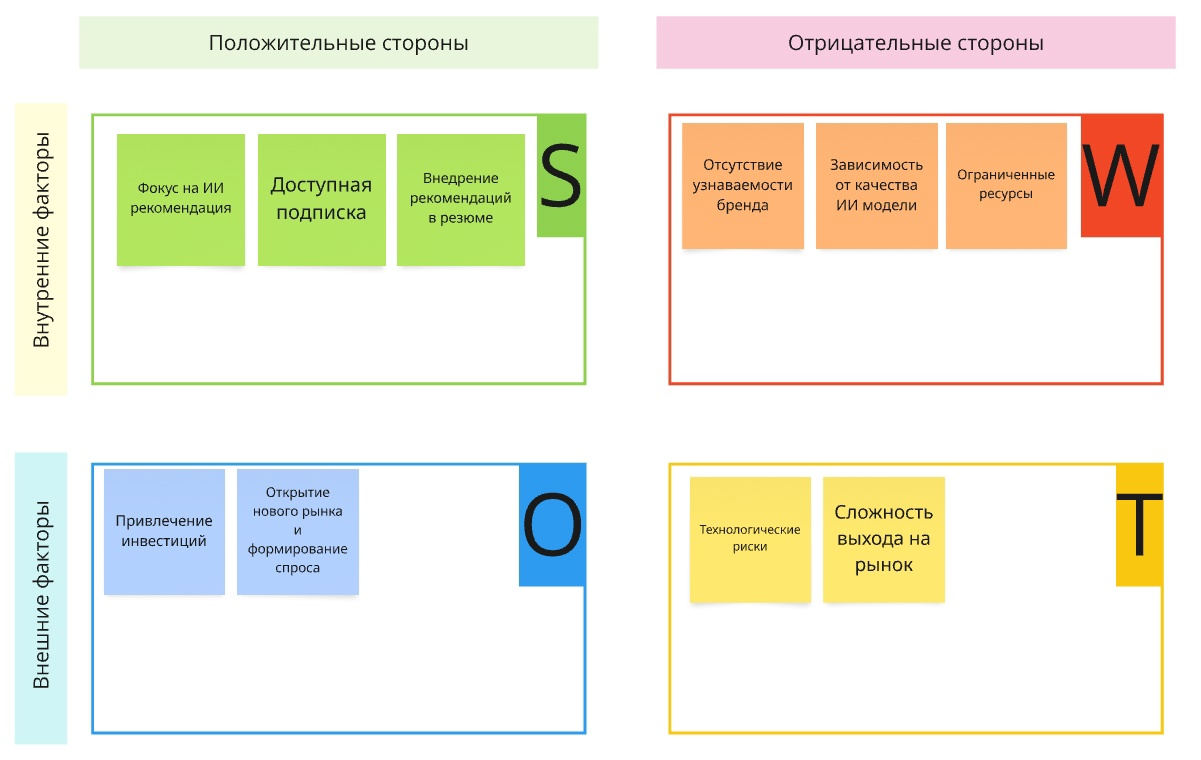 Положительные стороны
Отрицательные стороны
Внутренние факторы
Фокус на ИИ
рекомендация
Доступная
подписка
Внедрение
рекомендаций
в резюме
S
Отсутствие
узнаваемости
бренда
Зависимость
от качества
ИИ модели
Ограниченные
ресурсы
W
Внешние факторы
Привлечение
инвестиций
Открытие
нового рынка
и
формирование
спроса
O
Технологические
риски
Сложность
выхода на
рынок
T